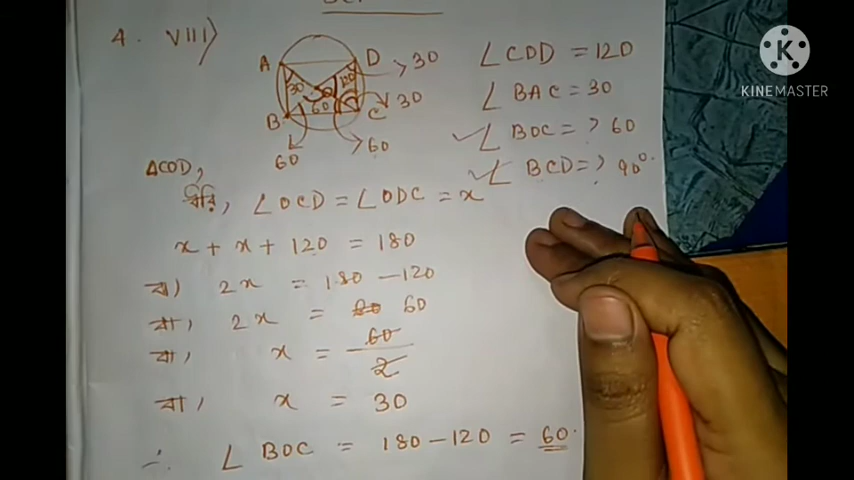 4. VIII)
A D > 30
30 120
60 30
B C
60 > 60
∠COD = 120
∠BAC = 30
∠BOC = > 60
∠BCD = > 90°
KINEMASTER
ΔCOD,
ধরি, ∠OCD = ∠ODC = x
x + x + 120 = 180
বা, 2x = 180 - 120
বা, 2x = 60
বা, x = 60/2
বা, x = 30
∴ ∠BOC = 180 - 120 = 60